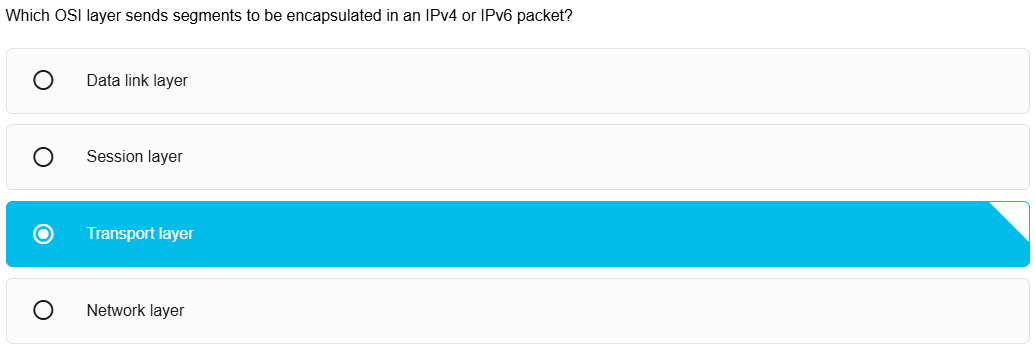 Which OSI layer sends segments to be encapsulated in an IPv4 or IPv6 packet?
Data link layer
Session layer
Transport layer
Network layer